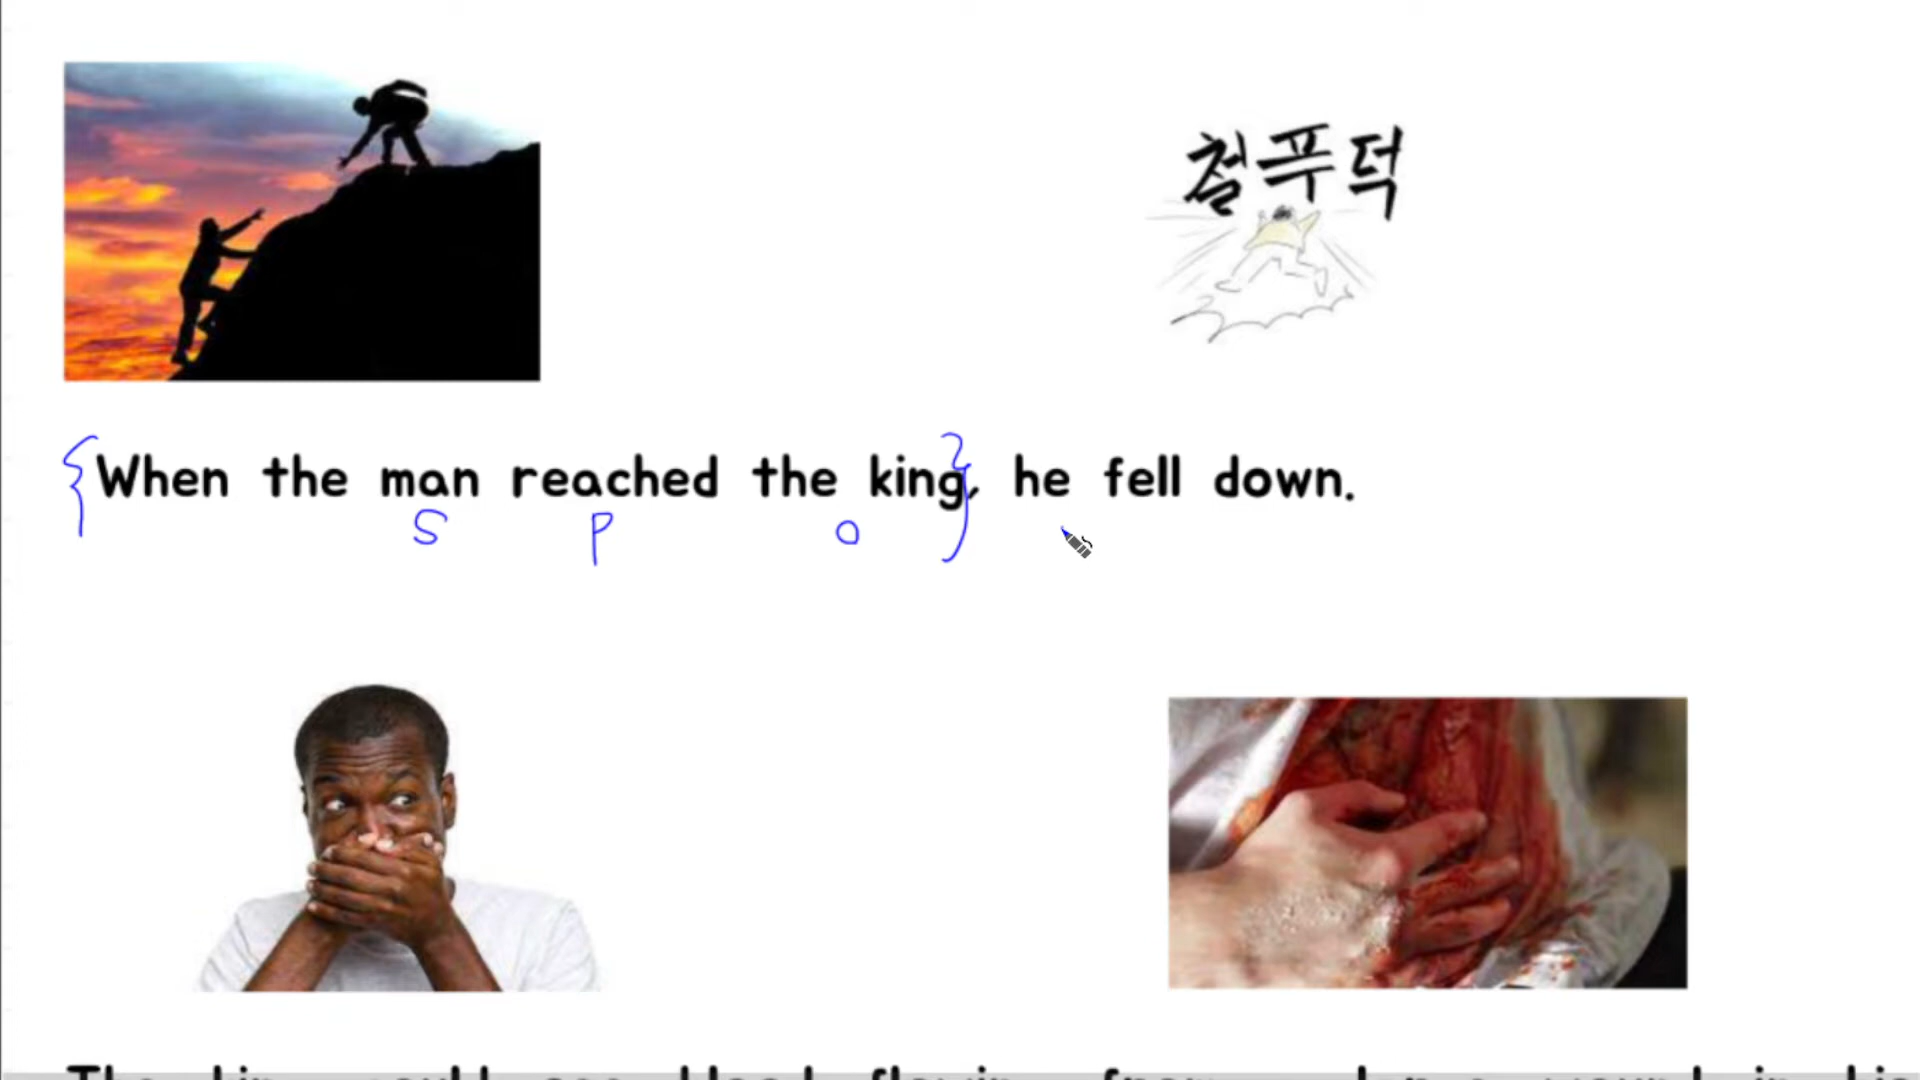 철푸덕
{When the man reached the king}, he fell down.
S P O